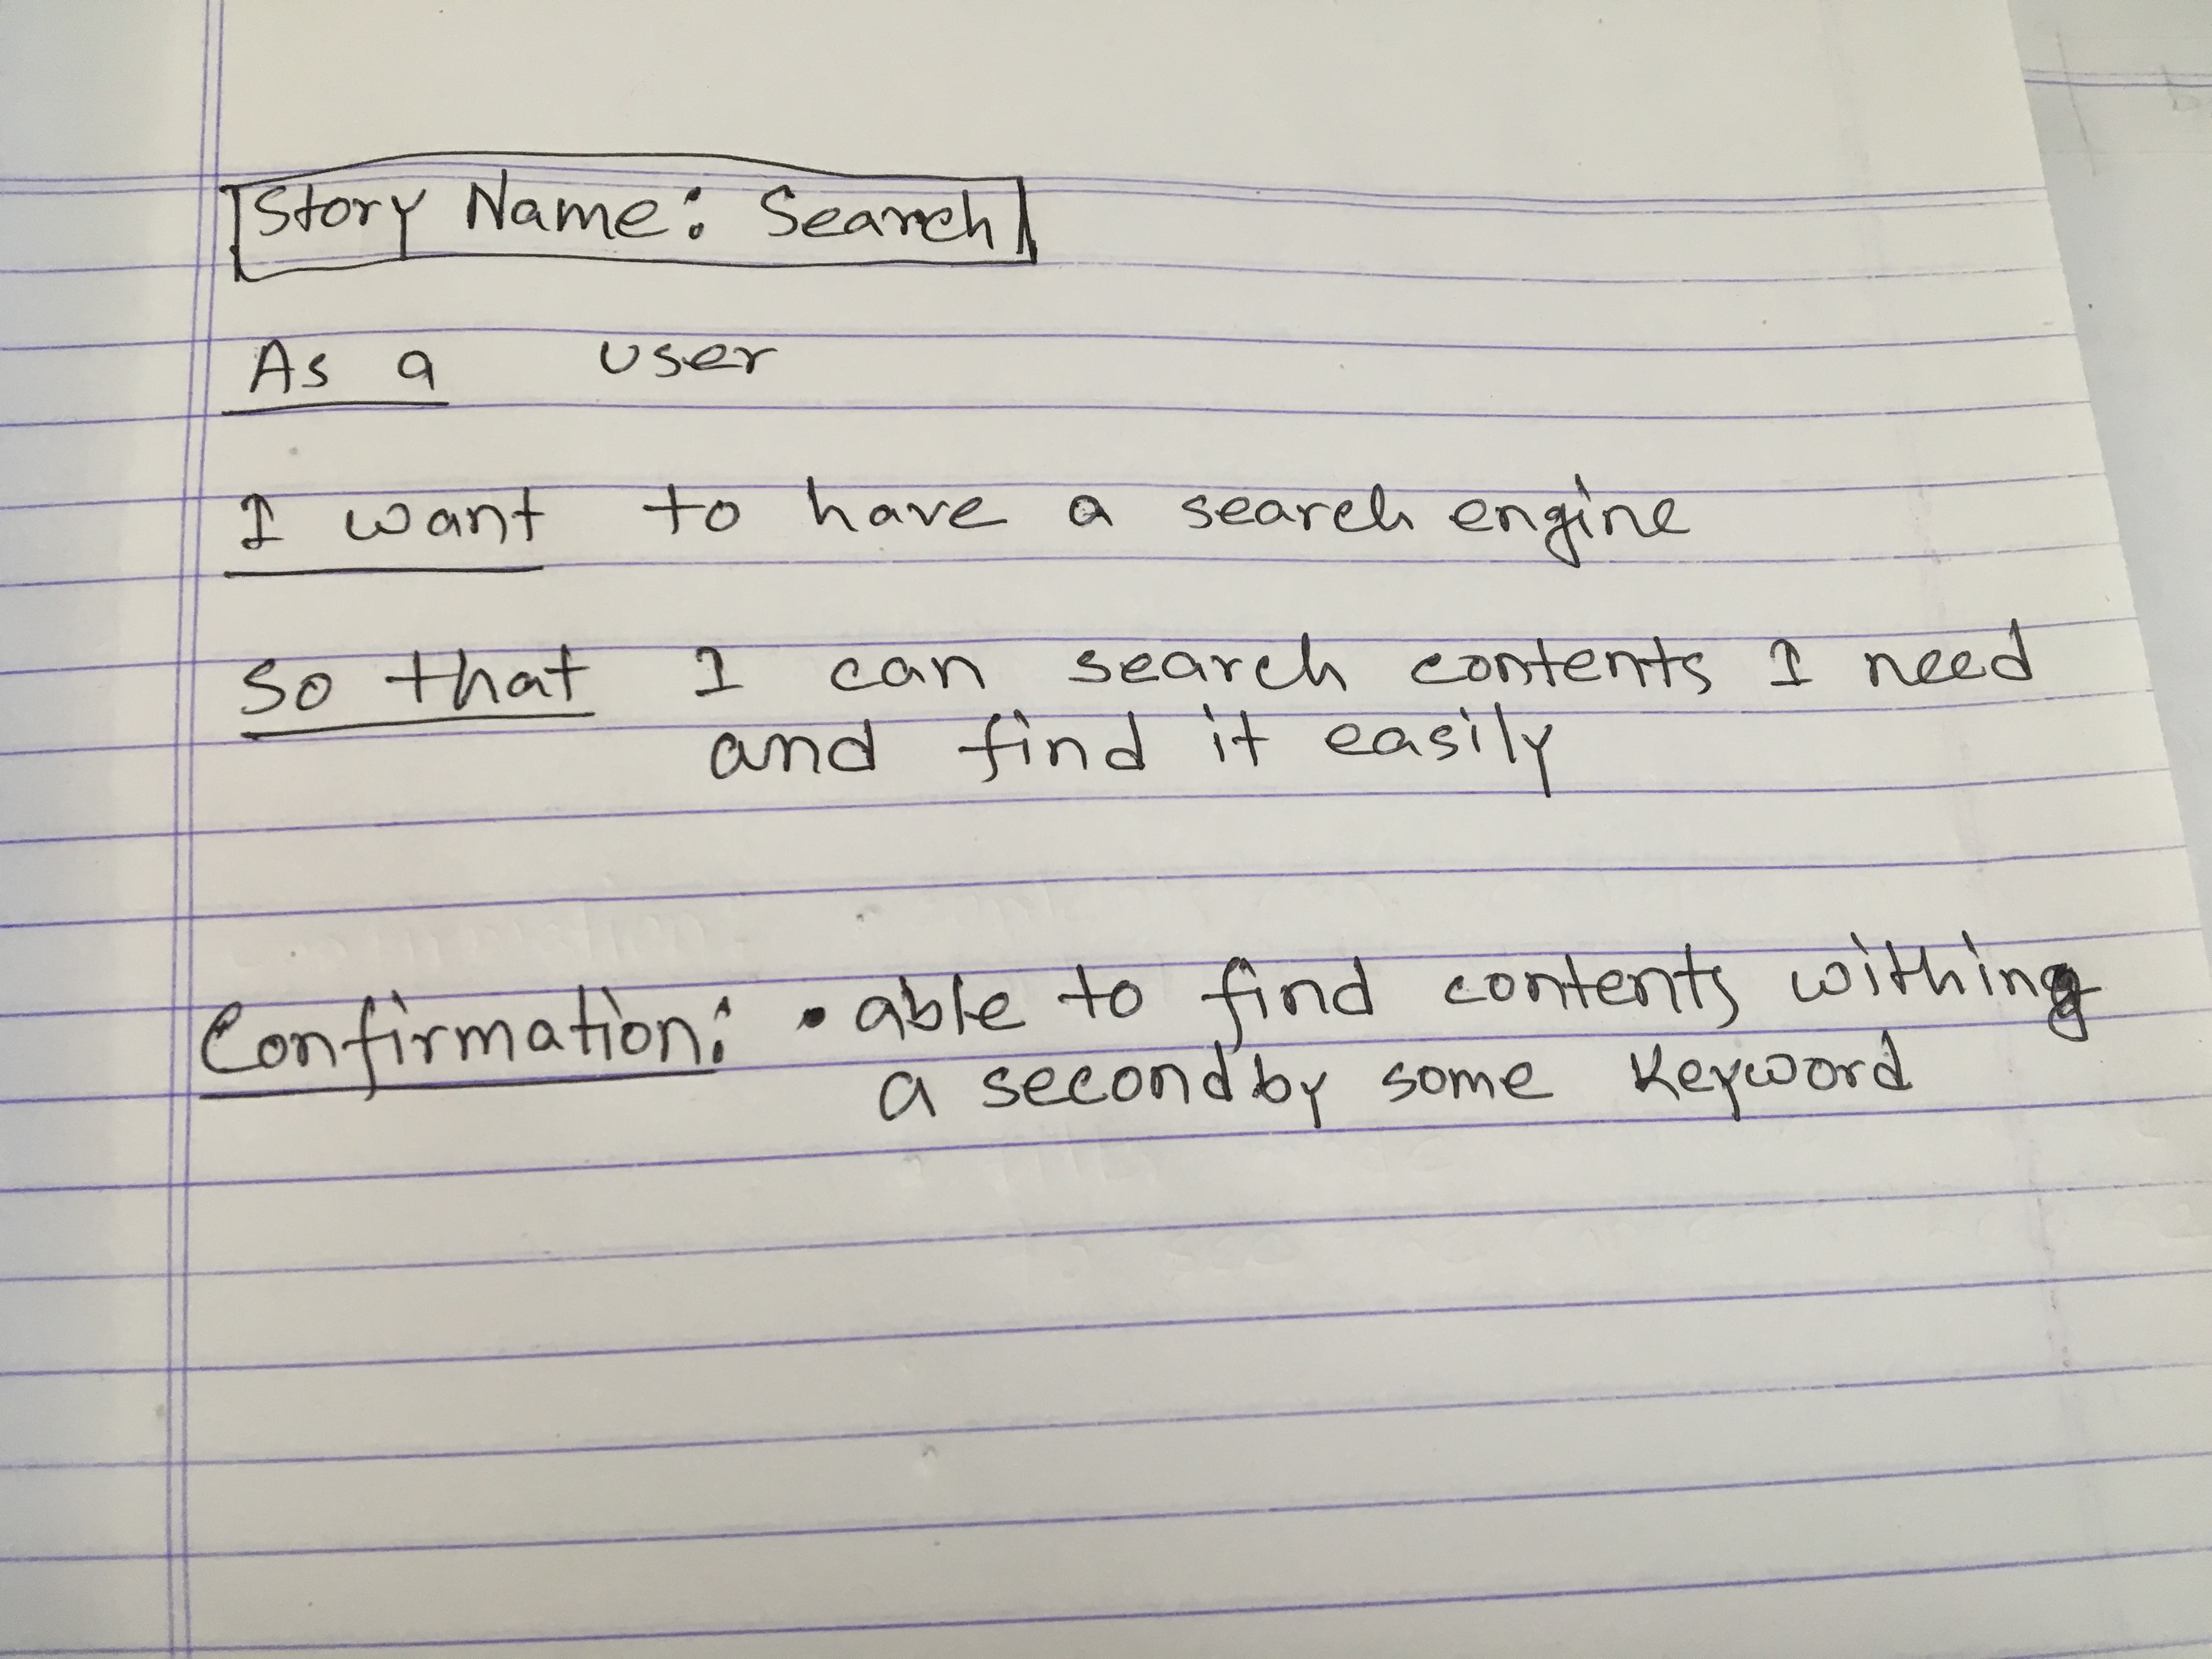 Story Name: Search
As a user
I want to have a search engine
So that I can search contents I need
and find it easily
Confirmation: • able to find contents withing
a second by some Keyword